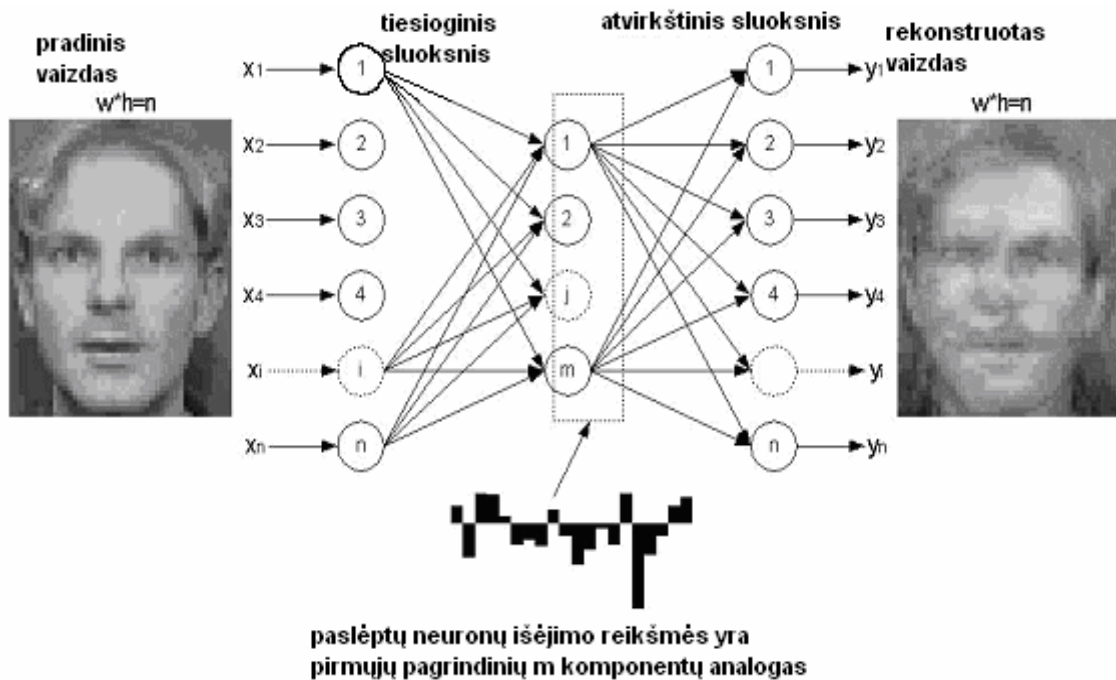 pradinis
vaizdas
w*h=n
tiesioginis
sluoksnis
atvirkštinis sluoksnis
rekonstruotas
vaizdas
w*h=n
x1
x2
x3
x4
xi
xn
1
2
3
4
i
n
1
2
j
m
1
2
3
4
n
y1
y2
y3
y4
yi
yn
paslėptų neuronų išėjimo reikšmės yra
pirmųjų pagrindinių m komponentų analogas